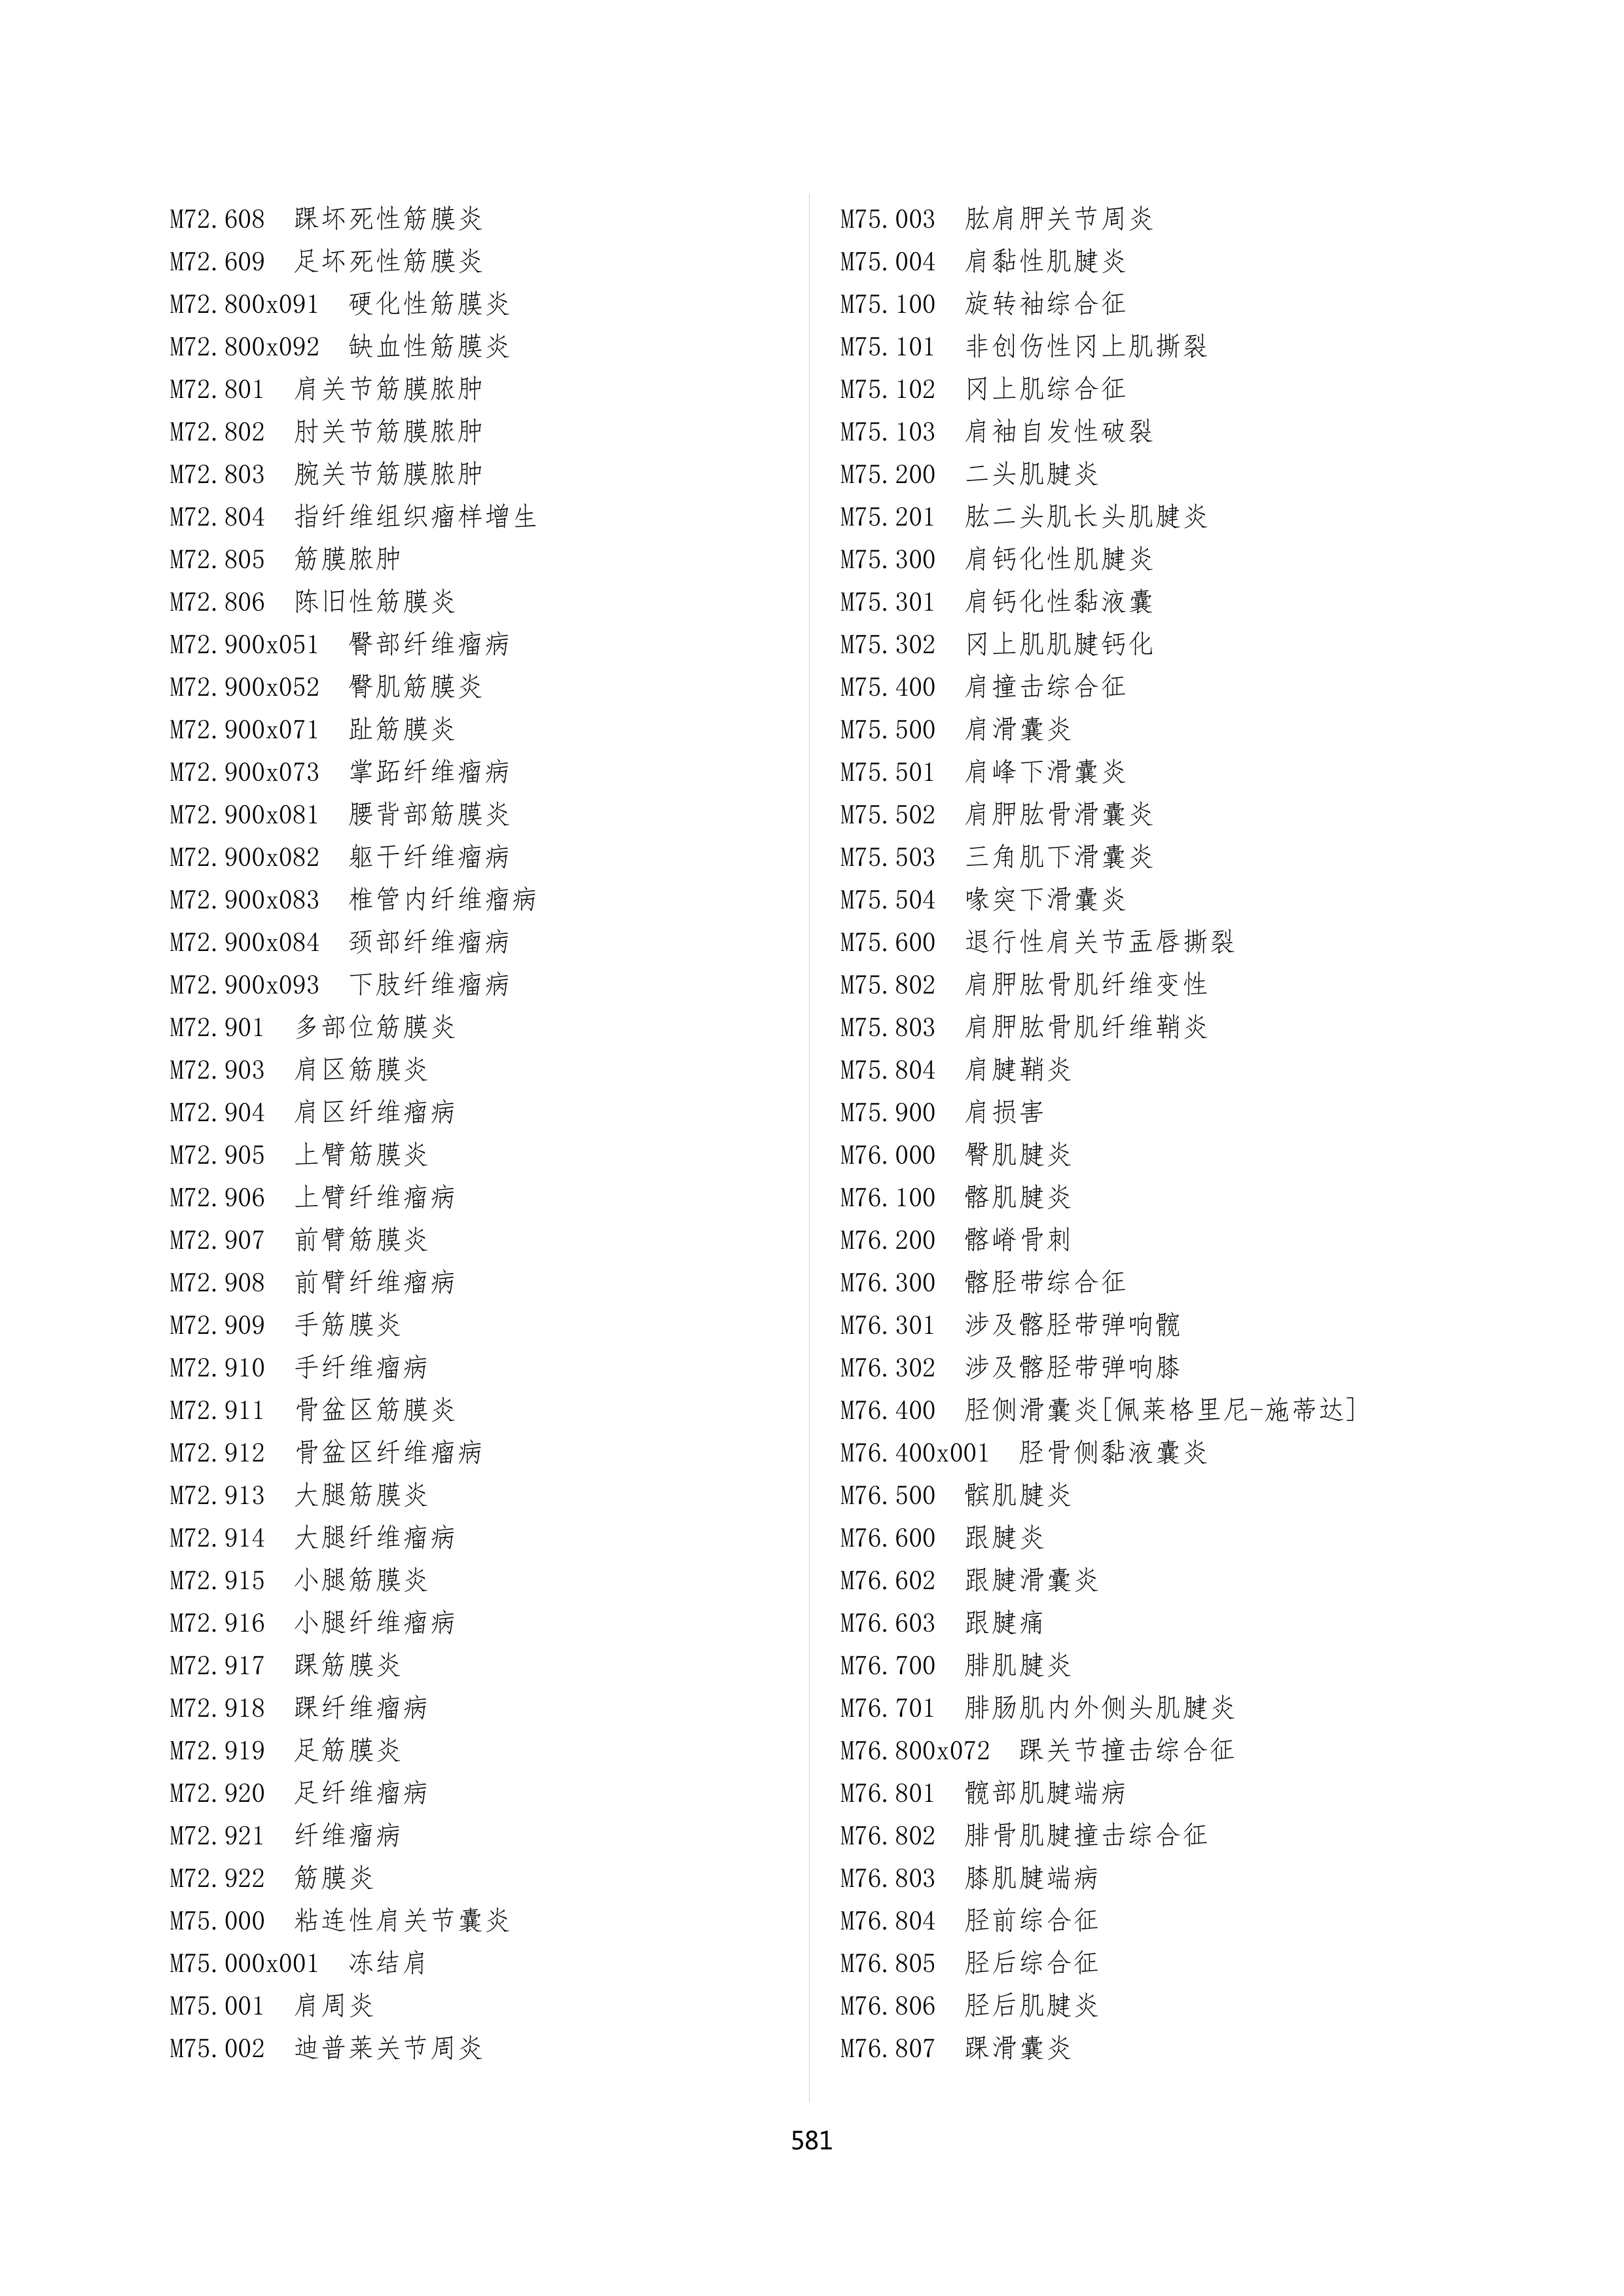 M72.608 踝坏死性筋膜炎
M72.609 足坏死性筋膜炎
M72.800x091 硬化性筋膜炎
M72.800x092 缺血性筋膜炎
M72.801 肩关节筋膜脓肿
M72.802 肘关节筋膜脓肿
M72.803 腕关节筋膜脓肿
M72.804 指纤维组织瘤样增生
M72.805 筋膜脓肿
M72.806 陈旧性筋膜炎
M72.900x051 臀部纤维瘤病
M72.900x052 臀肌筋膜炎
M72.900x071 趾筋膜炎
M72.900x073 掌跖纤维瘤病
M72.900x081 腰背部筋膜炎
M72.900x082 躯干纤维瘤病
M72.900x083 椎管内纤维瘤病
M72.900x084 颈部纤维瘤病
M72.900x093 下肢纤维瘤病
M72.901 多部位筋膜炎
M72.903 肩区筋膜炎
M72.904 肩区纤维瘤病
M72.905 上臂筋膜炎
M72.906 上臂纤维瘤病
M72.907 前臂筋膜炎
M72.908 前臂纤维瘤病
M72.909 手筋膜炎
M72.910 手纤维瘤病
M72.911 骨盆区筋膜炎
M72.912 骨盆区纤维瘤病
M72.913 大腿筋膜炎
M72.914 大腿纤维瘤病
M72.915 小腿筋膜炎
M72.916 小腿纤维瘤病
M72.917 踝筋膜炎
M72.918 踝纤维瘤病
M72.919 足筋膜炎
M72.920 足纤维瘤病
M72.921 纤维瘤病
M72.922 筋膜炎
M75.000 粘连性肩关节囊炎
M75.000x001 冻结肩
M75.001 肩周炎
M75.002 迪普莱关节周炎
M75.003 肱肩胛关节周炎
M75.004 肩黏性肌腱炎
M75.100 旋转袖综合征
M75.101 非创伤性冈上肌撕裂
M75.102 冈上肌综合征
M75.103 肩袖自发性破裂
M75.200 二头肌腱炎
M75.201 肱二头肌长头肌腱炎
M75.300 肩钙化性肌腱炎
M75.301 肩钙化性黏液囊
M75.302 冈上肌肌腱钙化
M75.400 肩撞击综合征
M75.500 肩滑囊炎
M75.501 肩峰下滑囊炎
M75.502 肩胛肱骨滑囊炎
M75.503 三角肌下滑囊炎
M75.504 喙突下滑囊炎
M75.600 退行性肩关节盂唇撕裂
M75.802 肩胛肱骨肌纤维变性
M75.803 肩胛肱骨肌纤维鞘炎
M75.804 肩腱鞘炎
M75.900 肩损害
M76.000 臀肌腱炎
M76.100 髂肌腱炎
M76.200 髂嵴骨刺
M76.300 髂胫带综合征
M76.301 涉及髂胫带弹响髋
M76.302 涉及髂胫带弹响膝
M76.400 胫侧滑囊炎[佩莱格里尼-施蒂达]
M76.400x001 胫骨侧黏液囊炎
M76.500 髌肌腱炎
M76.600 跟腱炎
M76.602 跟腱滑囊炎
M76.603 跟腱痛
M76.700 腓肌腱炎
M76.701 腓肠肌内外侧头肌腱炎
M76.800x072 踝关节撞击综合征
M76.801 髋部肌腱端病
M76.802 腓骨肌腱撞击综合征
M76.803 膝肌腱端病
M76.804 胫前综合征
M76.805 胫后综合征
M76.806 胫后肌腱炎
M76.807 踝滑囊炎
581